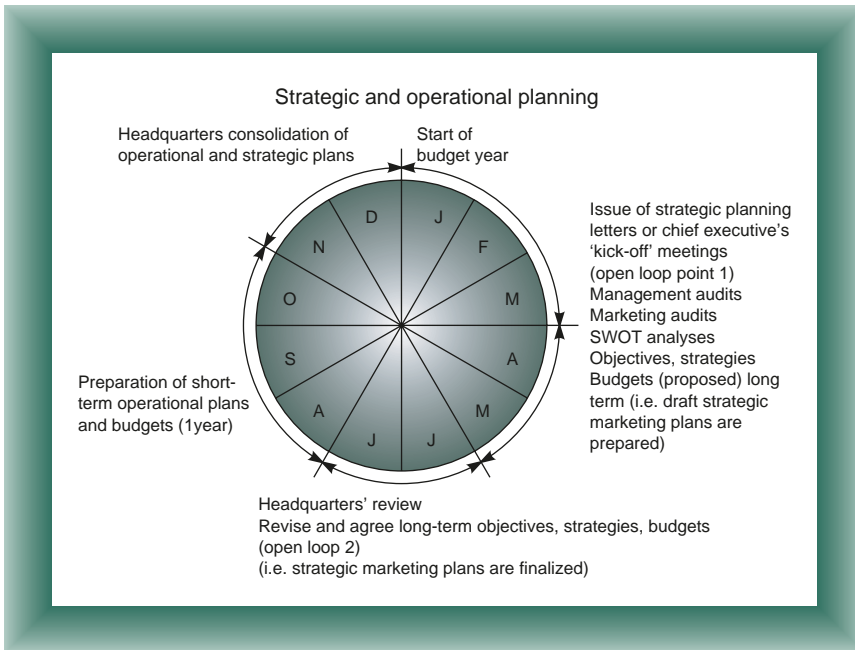 Strategic and operational planning
Headquarters consolidation of
operational and strategic plans
Start of
budget year
Issue of strategic planning
letters or chief executive's
'kick-off' meetings
(open loop point 1)
Management audits
Marketing audits
SWOT analyses
Objectives, strategies
Budgets (proposed) long
term (i.e. draft strategic
marketing plans are
prepared)
J
F
M
A
M
J
J
A
S
O
N
D
Preparation of short-
term operational plans
and budgets (1year)
Headquarters' review
Revise and agree long-term objectives, strategies, budgets
(open loop 2)
(i.e. strategic marketing plans are finalized)